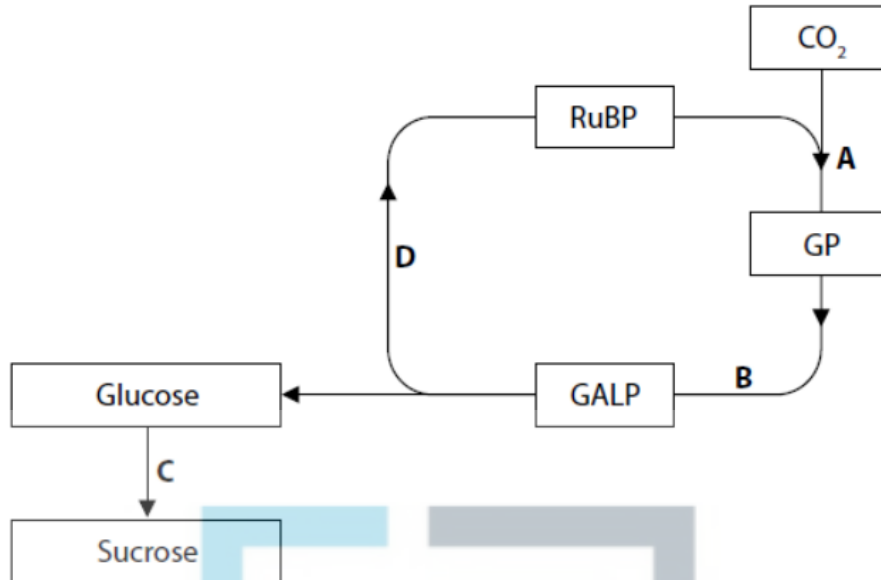 CO₂
RuBP
A
GP
D
Glucose
GALP
B
C
Sucrose